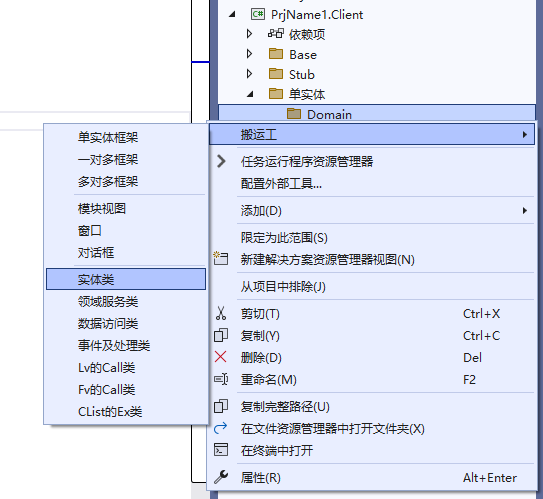 PrjName1.Client
依赖项
Base
Stub
单实体
Domain
搬运工
任务运行程序资源管理器
配置外部工具...
添加(D)
限定为此范围(S)
新建解决方案资源管理器视图(N)
从项目中排除(J)
剪切(T) Ctrl+X
复制(Y) Ctrl+C
删除(D) Del
重命名(M) F2
复制完整路径(U)
在文件资源管理器中打开文件夹(X)
在终端中打开
属性(R) Alt+Enter
单实体框架
一对多框架
多对多框架
模块视图
窗口
对话框
实体类
领域服务类
数据访问类
事件及处理类
Lv的Call类
Fv的Call类
CList的Ex类